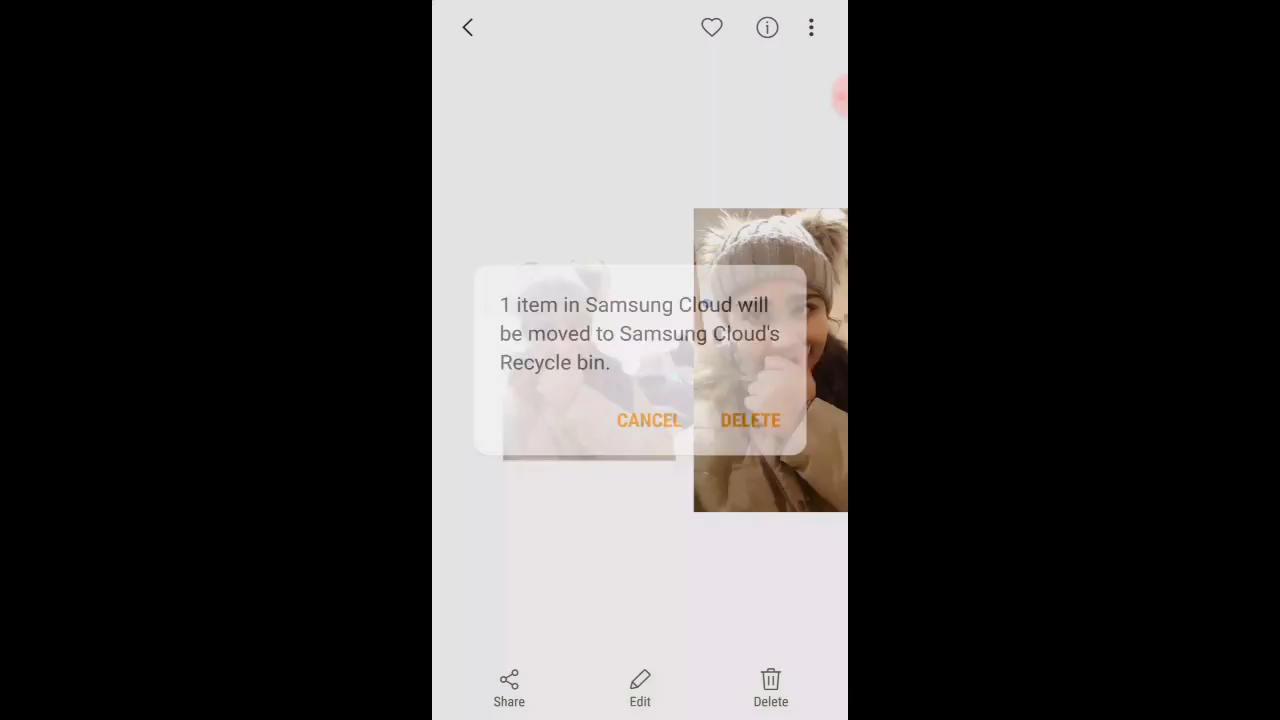 1 item in Samsung Cloud will
be moved to Samsung Cloud's
Recycle bin.
CANCEL DELETE
Share Edit Delete